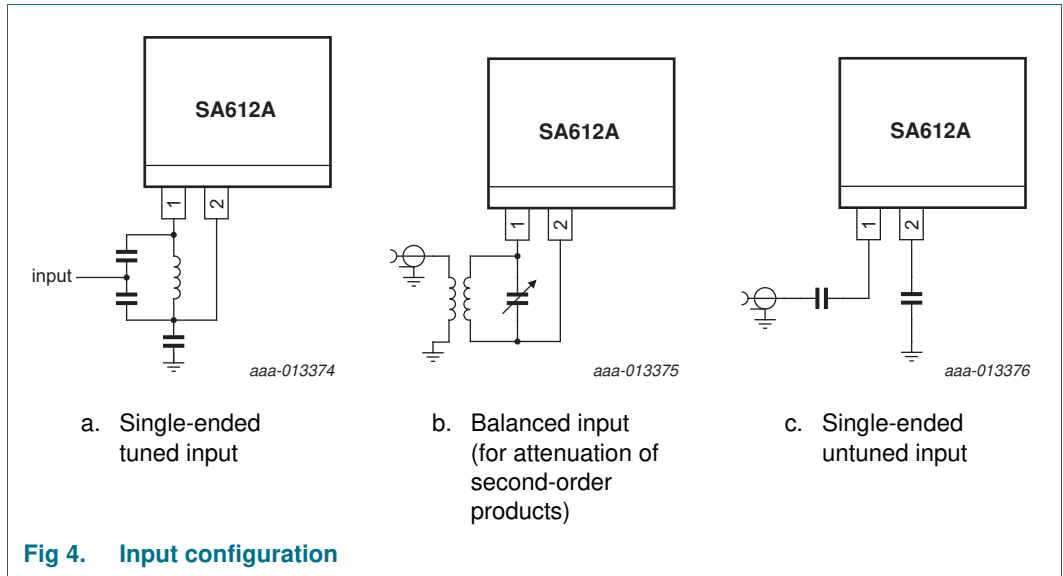 SA612A
1 2
input
aaa-013374
a. Single-ended
tuned input
SA612A
1 2
aaa-013375
b. Balanced input
(for attenuation of
second-order
products)
SA612A
1 2
aaa-013376
c. Single-ended
untuned input
Fig 4. Input configuration